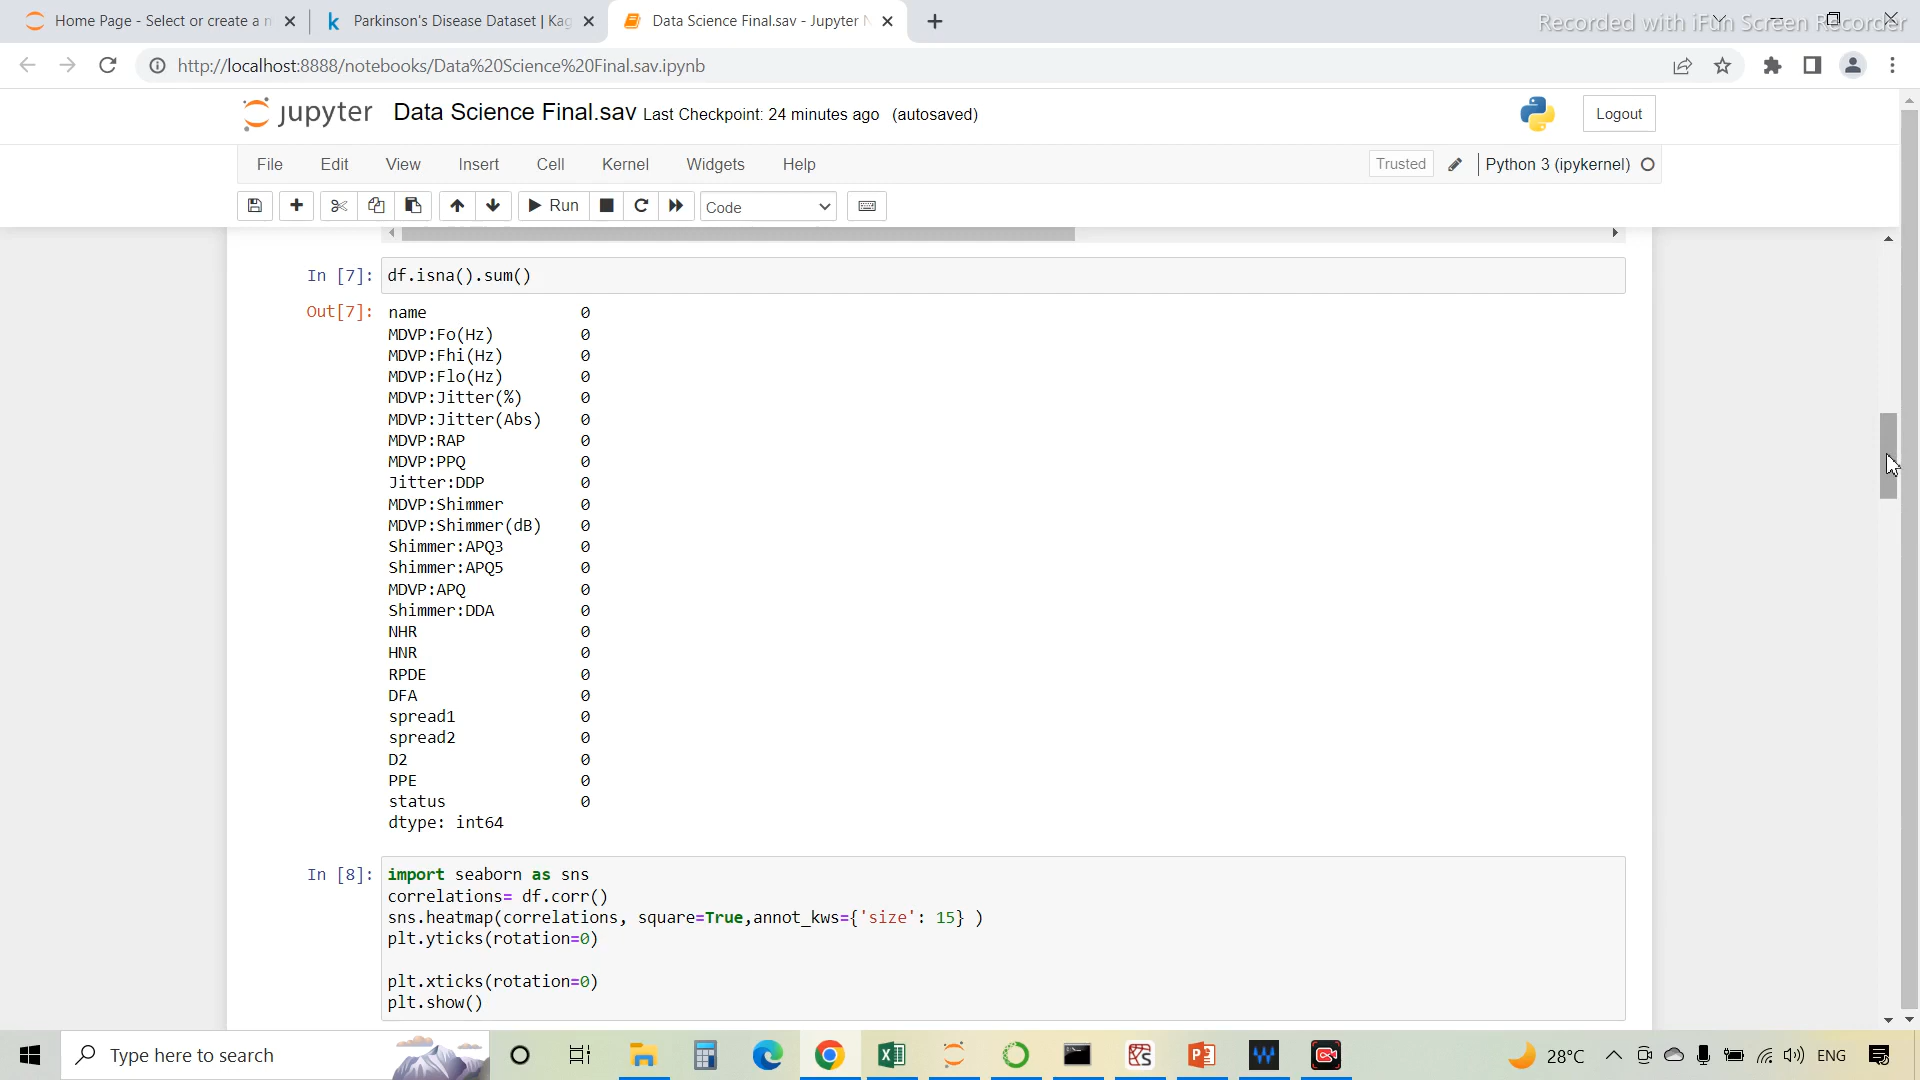 Home Page - Select or create a n
Parkinson's Disease Dataset | Kag
Data Science Final.sav - Jupyter N
Recorded with iFun Screen Recorder
http://localhost:8888/notebooks/Data%20Science%20Final.sav.ipynb
jupyter Data Science Final.sav Last Checkpoint: 24 minutes ago (autosaved)
Logout
File Edit View Insert Cell Kernel Widgets Help
Trusted
Python 3 (ipykernel)
Run
Code
In [7]: df.isna().sum()
Out[7]: name 0
MDVP:Fo(Hz) 0
MDVP:Fhi(Hz) 0
MDVP:Flo(Hz) 0
MDVP:Jitter(%) 0
MDVP:Jitter(Abs) 0
MDVP:RAP 0
MDVP:PPQ 0
Jitter:DDP 0
MDVP:Shimmer 0
MDVP:Shimmer(dB) 0
Shimmer:APQ3 0
Shimmer:APQ5 0
MDVP:APQ 0
Shimmer:DDA 0
NHR 0
HNR 0
RPDE 0
DFA 0
spread1 0
spread2 0
D2 0
PPE 0
status 0
dtype: int64
In [8]: import seaborn as sns
correlations= df.corr()
sns.heatmap(correlations, square=True,annot_kws={'size': 15} )
plt.yticks(rotation=0)
plt.xticks(rotation=0)
plt.show()
Type here to search
28°C
ENG